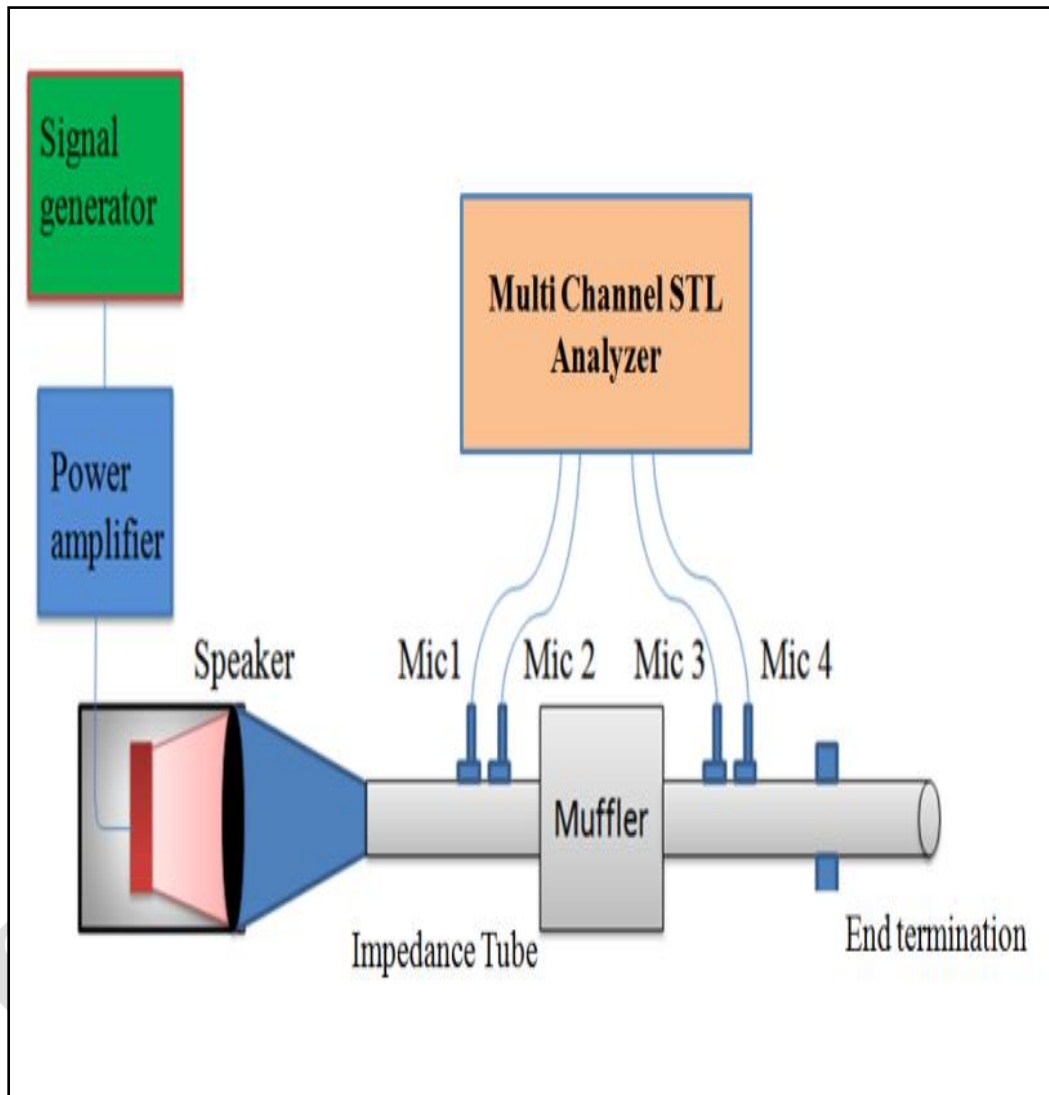 Signal
generator
Multi Channel STL
Analyzer
Power
amplifier
Speaker
Mic1
Mic 2
Mic 3
Mic 4
Muffler
Impedance Tube
End termination